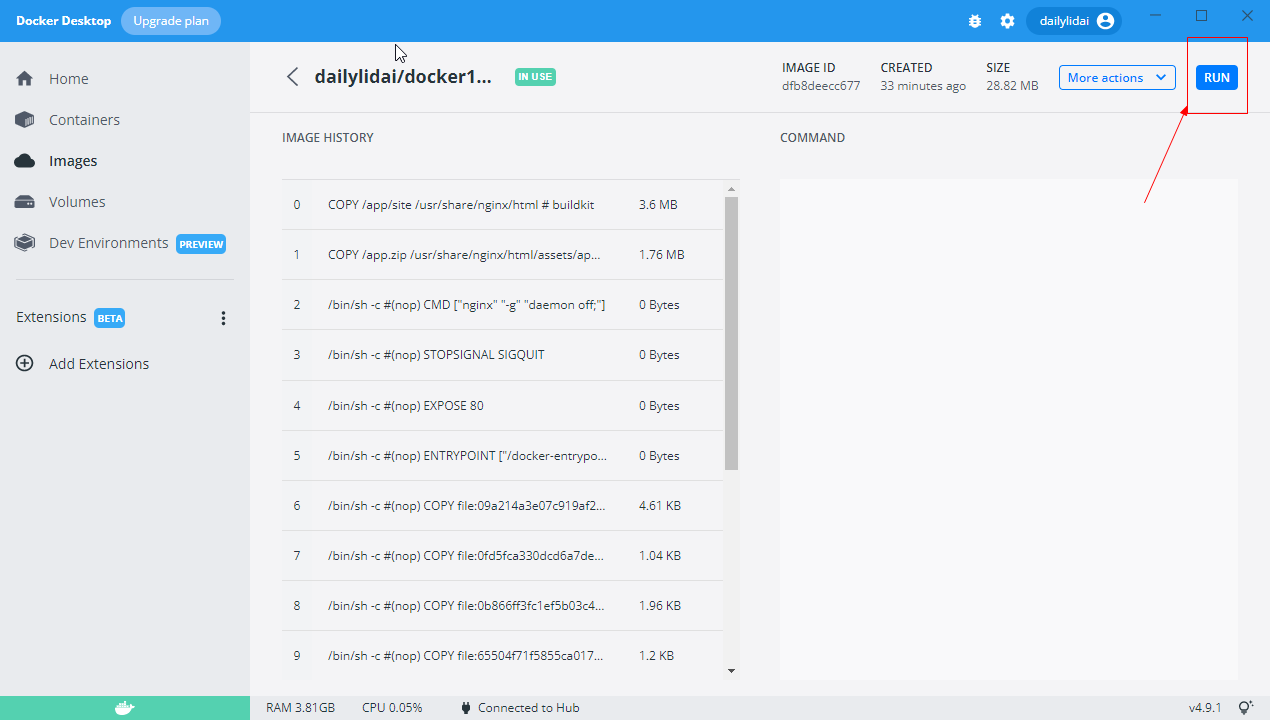 Docker Desktop Upgrade plan dailylidai
Home
Containers
Images
Volumes
Dev Environments PREVIEW
Extensions BETA
Add Extensions
dailylidai/docker1... IN USE
IMAGE ID
dfb8deecc677
CREATED
33 minutes ago
SIZE
28.82 MB
More actions
RUN
IMAGE HISTORY
0 COPY /app/site /usr/share/nginx/html # buildkit 3.6 MB
1 COPY /app.zip /usr/share/nginx/html/assets/ap... 1.76 MB
2 /bin/sh -c #(nop) CMD ["nginx" "-g" "daemon off;"] 0 Bytes
3 /bin/sh -c #(nop) STOPSIGNAL SIGQUIT 0 Bytes
4 /bin/sh -c #(nop) EXPOSE 80 0 Bytes
5 /bin/sh -c #(nop) ENTRYPOINT ["/docker-entrypo... 0 Bytes
6 /bin/sh -c #(nop) COPY file:09a214a3e07c919af2... 4.61 KB
7 /bin/sh -c #(nop) COPY file:0fd5fca330dcd6a7de... 1.04 KB
8 /bin/sh -c #(nop) COPY file:0b866ff3fc1ef5b03c4... 1.96 KB
9 /bin/sh -c #(nop) COPY file:65504f71f5855ca017... 1.2 KB
COMMAND
RAM 3.81GB CPU 0.05% Connected to Hub v4.9.1